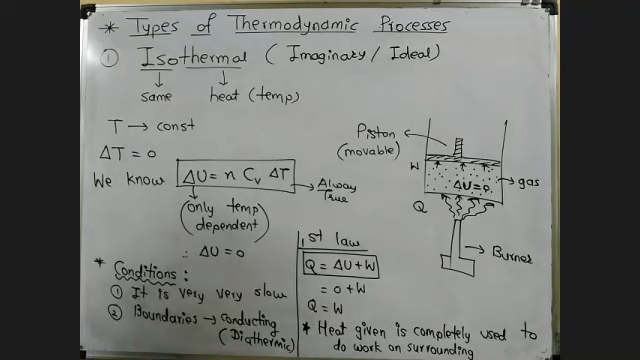 * Types of Thermodynamic Processes
① Isothermal ( Imaginary / Ideal)
same heat (temp)
T → const
ΔT = 0
We know ΔU = n Cv ΔT → Alway True
(only temp dependent)
∴ ΔU = 0
* Conditions :
① It is very very slow
② Boundaries → conducting
(Diathermic)
1st law
Q = ΔU + W
= 0 + W
Q = W
* Heat given is completely used to
do work on surrounding
Piston
(movable)
W
ΔU = 0
gas
Q
Burner